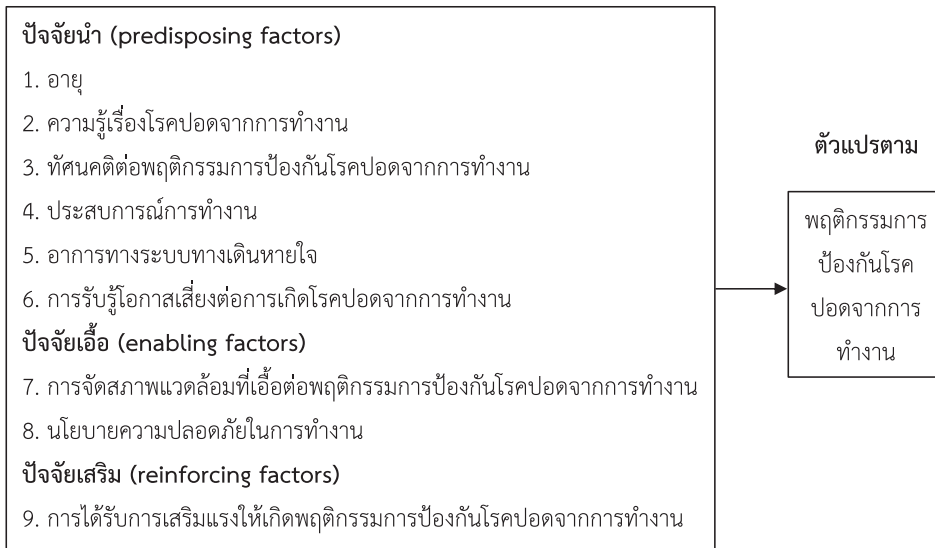 ปัจจัยนำ (predisposing factors)
1. อายุ
2. ความรู้เรื่องโรคปอดจากการทำงาน
3. ทัศนคติต่อพฤติกรรมการป้องกันโรคปอดจากการทำงาน
4. ประสบการณ์การทำงาน
5. อาการทางระบบทางเดินหายใจ
6. การรับรู้โอกาสเสี่ยงต่อการเกิดโรคปอดจากการทำงาน
ปัจจัยเอื้อ (enabling factors)
7. การจัดสภาพแวดล้อมที่เอื้อต่อพฤติกรรมการป้องกันโรคปอดจากการทำงาน
8. นโยบายความปลอดภัยในการทำงาน
ปัจจัยเสริม (reinforcing factors)
9. การได้รับการเสริมแรงให้เกิดพฤติกรรมการป้องกันโรคปอดจากการทำงาน
ตัวแปรตาม
พฤติกรรมการ
ป้องกันโรค
ปอดจากการ
ทำงาน